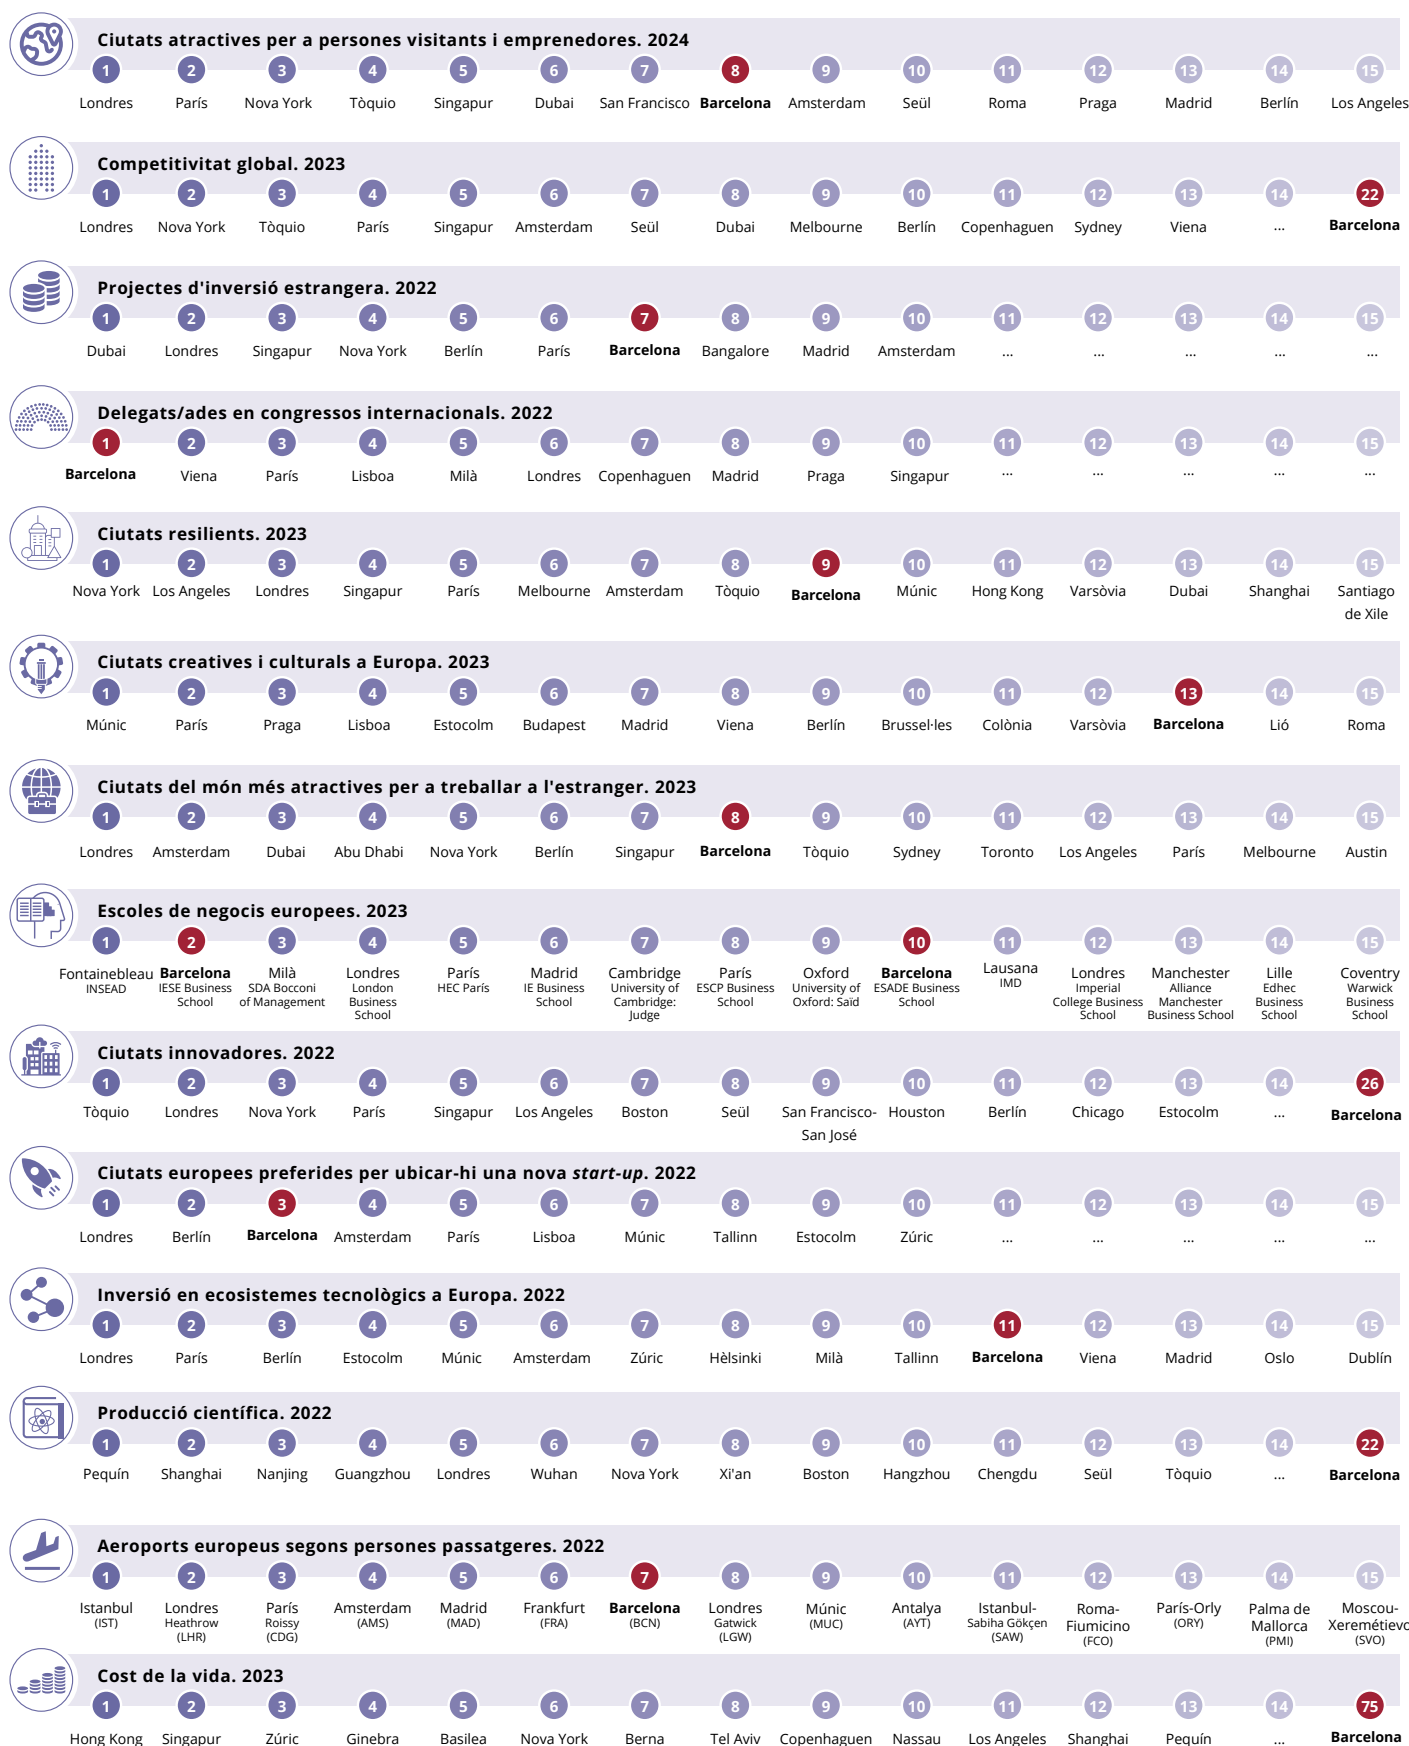 Ciutats atractives per a persones visitants i emprenedores. 2024
1 2 3 4 5 6 7 8 9 10 11 12 13 14 15
Londres París Nova York Tòquio Singapur Dubai San Francisco Barcelona Amsterdam Seül Roma Praga Madrid Berlín Los Angeles
Competitivitat global. 2023
1 2 3 4 5 6 7 8 9 10 11 12 13 14 22
Londres Nova York Tòquio París Singapur Amsterdam Seül Dubai Melbourne Berlín Copenhaguen Sydney Viena ... Barcelona
Projectes d'inversió estrangera. 2022
1 2 3 4 5 6 7 8 9 10 11 12 13 14 15
Dubai Londres Singapur Nova York Berlín París Barcelona Bangalore Madrid Amsterdam ... ... ... ... ...
Delegats/ades en congressos internacionals. 2022
1 2 3 4 5 6 7 8 9 10 11 12 13 14 15
Barcelona Viena París Lisboa Milà Londres Copenhaguen Madrid Praga Singapur ... ... ... ... ...
Ciutats resilients. 2023
1 2 3 4 5 6 7 8 9 10 11 12 13 14 15
Nova York Los Angeles Londres Singapur París Melbourne Amsterdam Tòquio Barcelona Múnic Hong Kong Varsòvia Dubai Shanghai Santiago
de Xile
Ciutats creatives i culturals a Europa. 2023
1 2 3 4 5 6 7 8 9 10 11 12 13 14 15
Múnic París Praga Lisboa Estocolm Budapest Madrid Viena Berlín Brussel·les Colònia Varsòvia Barcelona Lió Roma
Ciutats del món més atractives per a treballar a l'estranger. 2023
1 2 3 4 5 6 7 8 9 10 11 12 13 14 15
Londres Amsterdam Dubai Abu Dhabi Nova York Berlín Singapur Barcelona Tòquio Sydney Toronto Los Angeles París Melbourne Austin
Escoles de negocis europees. 2023
1 2 3 4 5 6 7 8 9 10 11 12 13 14 15
Fontainebleau Barcelona Milà Londres París Madrid Cambridge París Oxford Barcelona Lausana Londres Manchester Lille Coventry
INSEAD IESE Business SDA Bocconi London HEC París IE Business University of ESCP Business University of ESADE Business IMD Imperial Alliance Edhec Warwick
School of Management Business School Cambridge: School Oxford: Saïd School College Business Manchester Business Business
School Judge School Business School School School
Ciutats innovadores. 2022
1 2 3 4 5 6 7 8 9 10 11 12 13 14 26
Tòquio Londres Nova York París Singapur Los Angeles Boston Seül San Francisco- Houston Berlín Chicago Estocolm ... Barcelona
San José
Ciutats europees preferides per ubicar-hi una nova start-up. 2022
1 2 3 4 5 6 7 8 9 10 11 12 13 14 15
Londres Berlín Barcelona Amsterdam París Lisboa Múnic Tallinn Estocolm Zúric ... ... ... ... ...
Inversió en ecosistemes tecnològics a Europa. 2022
1 2 3 4 5 6 7 8 9 10 11 12 13 14 15
Londres París Berlín Estocolm Múnic Amsterdam Zúric Hèlsinki Milà Tallinn Barcelona Viena Madrid Oslo Dublín
Producció científica. 2022
1 2 3 4 5 6 7 8 9 10 11 12 13 14 22
Pequín Shanghai Nanjing Guangzhou Londres Wuhan Nova York Xi'an Boston Hangzhou Chengdu Seül Tòquio ... Barcelona
Aeroports europeus segons persones passatgeres. 2022
1 2 3 4 5 6 7 8 9 10 11 12 13 14 15
Istanbul Londres París Amsterdam Madrid Frankfurt Barcelona Londres Múnic Antalya Istanbul- Roma- París-Orly Palma de Moscou-
(IST) Heathrow Roissy (AMS) (MAD) (FRA) (BCN) Gatwick (MUC) (AYT) Sabiha Gökçen Fiumicino (ORY) Mallorca Xeremétievo
(LHR) (CDG) (LGW) (SAW) (FCO) (PMI) (SVO)
Cost de la vida. 2023
1 2 3 4 5 6 7 8 9 10 11 12 13 14 75
Hong Kong Singapur Zúric Ginebra Basilea Nova York Berna Tel Aviv Copenhaguen Nassau Los Angeles Shanghai Pequín ... Barcelona